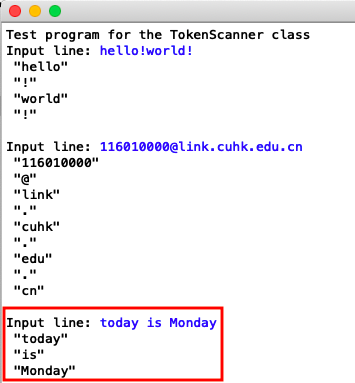 Test program for the TokenScanner class
Input line: hello!world!
"hello"
"!"
"world"
"!"
Input line: 116010000@link.cuhk.edu.cn
"116010000"
"@"
"link"
"."
"cuhk"
"."
"edu"
"."
"cn"
Input line: today is Monday
"today"
"is"
"Monday"